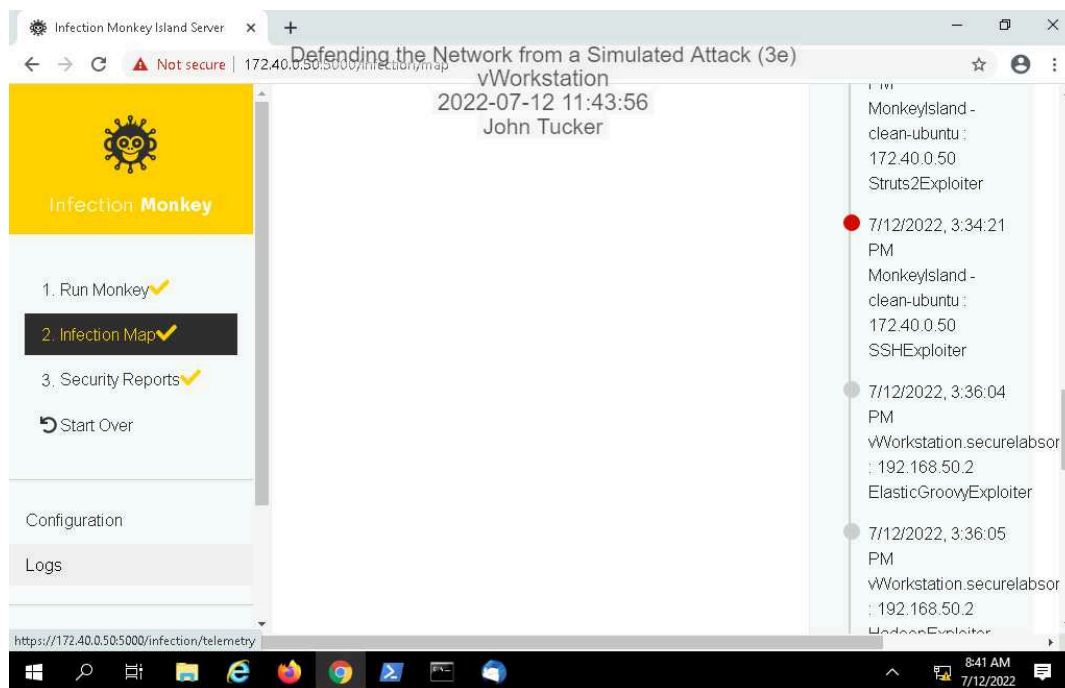 Infection Monkey Island Server
Not secure | 172.40.0.50:5000/infection/map
Defending the Network from a Simulated Attack (3e)
vWorkstation
2022-07-12 11:43:56
John Tucker
Infection Monkey
1. Run Monkey
2. Infection Map
3. Security Reports
Start Over
Configuration
Logs
PM
MonkeyIsland -
clean-ubuntu :
172.40.0.50
Struts2Exploiter
7/12/2022, 3:34:21
PM
MonkeyIsland -
clean-ubuntu :
172.40.0.50
SSHExploiter
7/12/2022, 3:36:04
PM
vWorkstation.securelabsor
: 192.168.50.2
ElasticGroovyExploiter
7/12/2022, 3:36:05
PM
vWorkstation.securelabsor
: 192.168.50.2
HadoopExploiter
https://172.40.0.50:5000/infection/telemetry
8:41 AM
7/12/2022